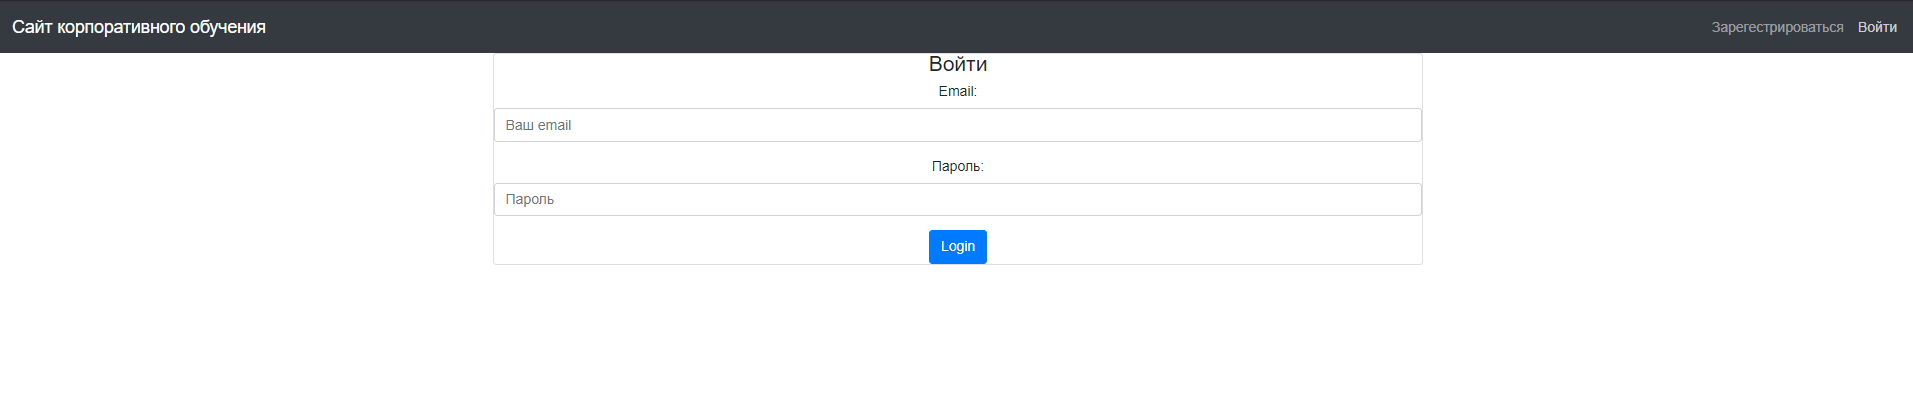 Сайт корпоративного обучения
Зарегестрироваться Войти
Войти
Email:
Ваш email
Пароль:
Пароль
Login